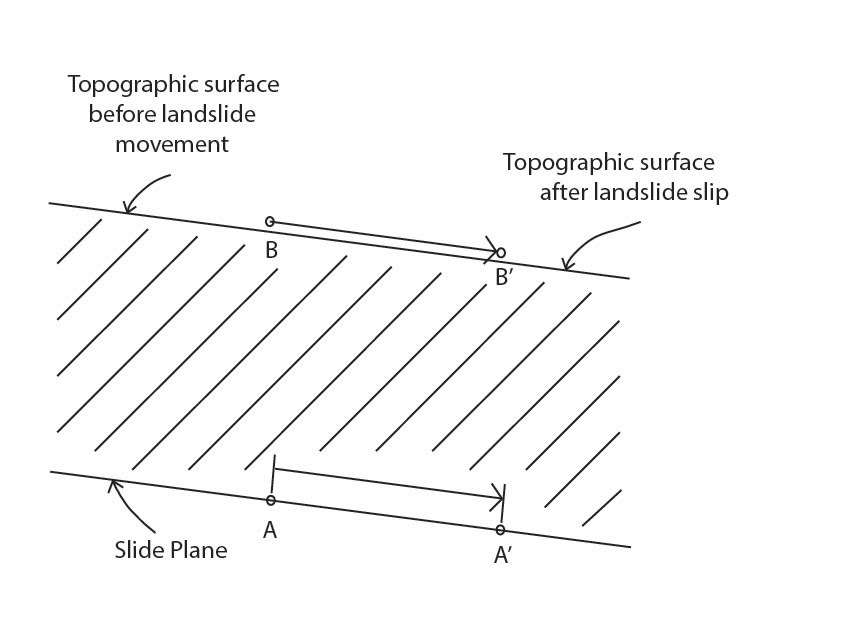 Topographic surface
before landslide
movement
Topographic surface
after landslide slip
B
B′
A
A′
Slide Plane